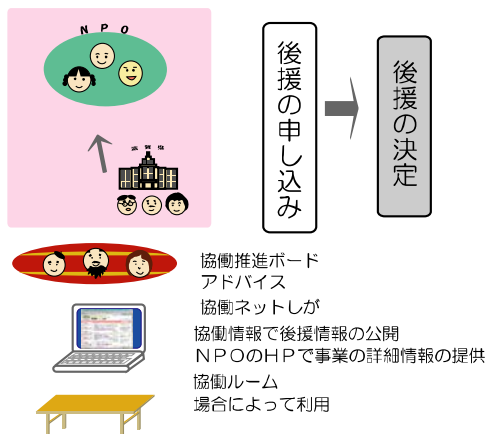 ＮＰＯ
滋賀県
後援の申し込み
後援の決定
協働推進ボード
アドバイス
協働ネットしが
協働情報で後援情報の公開
ＮＰＯのＨＰで事業の詳細情報の提供
協働ルーム
場合によって利用